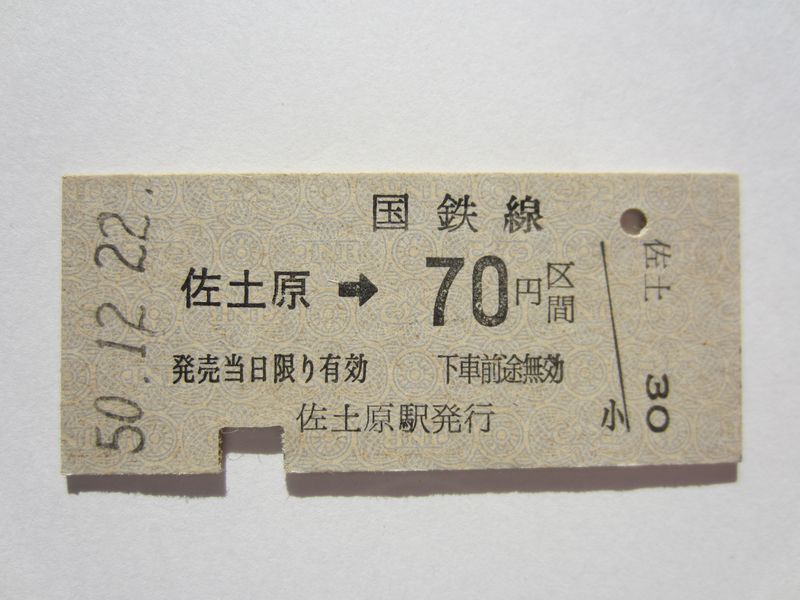 50.12.22.
国鉄線
佐土原 ➡ 70円区間
発売当日限り有効 下車前途無効
佐土原駅発行
佐土
小
30